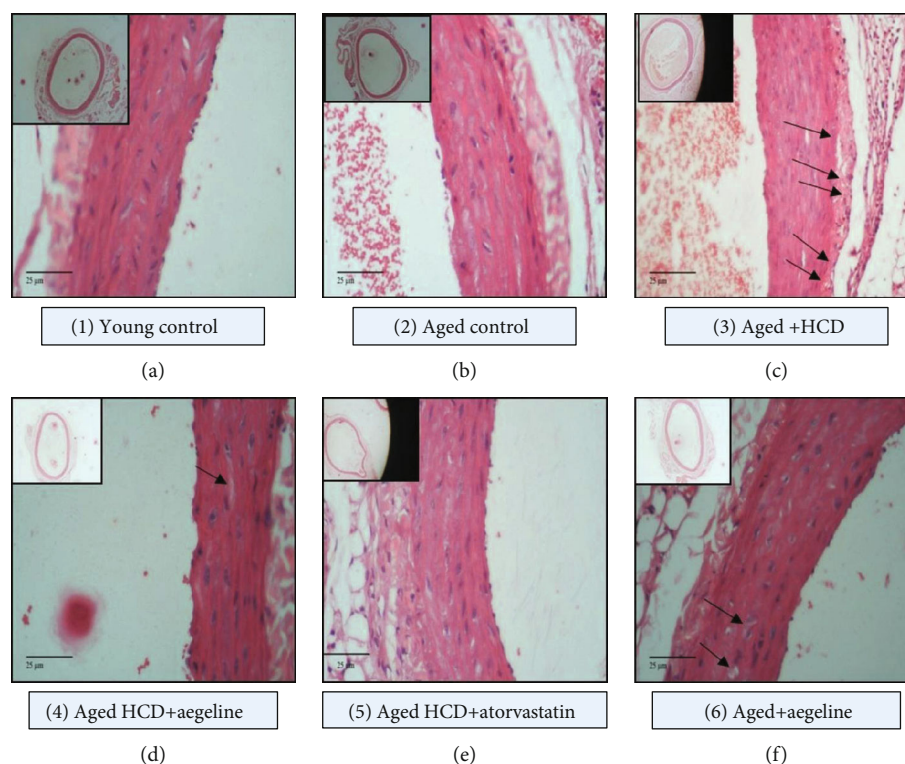 25 µm
(1) Young control
(a)
25 µm
(2) Aged control
(b)
25 µm
(3) Aged +HCD
(c)
25 µm
(4) Aged HCD+aegeline
(d)
25 µm
(5) Aged HCD+atorvastatin
(e)
25 µm
(6) Aged+aegeline
(f)